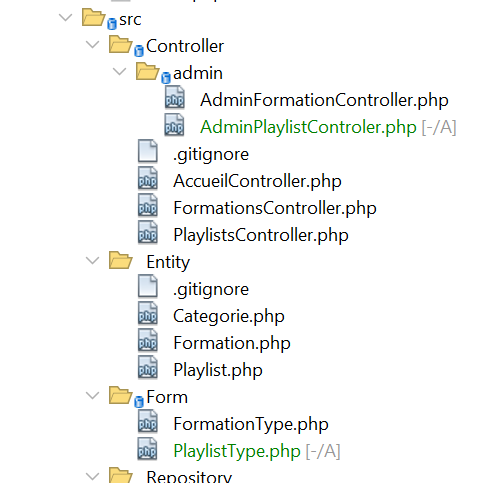 src
Controller
admin
AdminFormationController.php
AdminPlaylistControler.php [-/A]
.gitignore
AccueilController.php
FormationsController.php
PlaylistsController.php
Entity
.gitignore
Categorie.php
Formation.php
Playlist.php
Form
FormationType.php
PlaylistType.php [-/A]
Repository